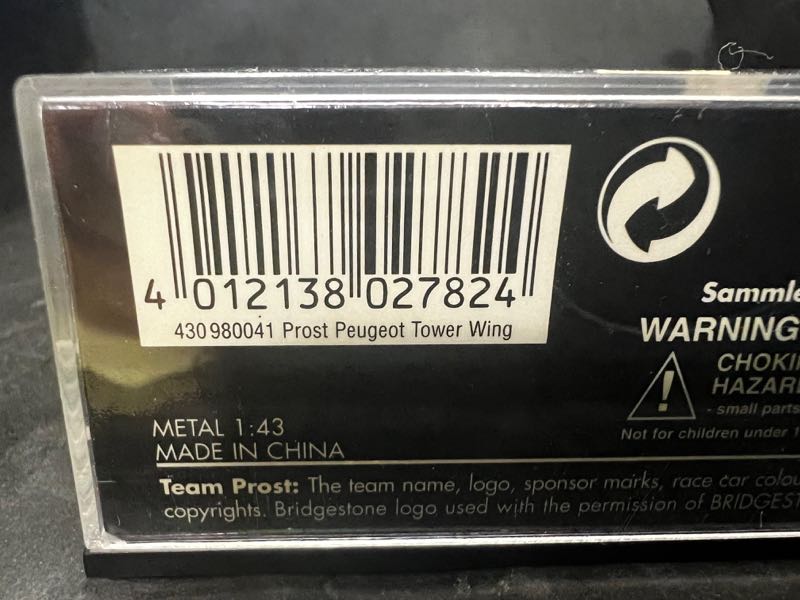 4 012138 027824
430 980041 Prost Peugeot Tower Wing
METAL 1:43
MADE IN CHINA
WARNING
HAZAR
- small parts
Not for children under
Team Prost: The team name, logo, sponsor marks, race car colou
copyrights. Bridgestone logo used with the permission of BRIDGEST
Sammle
CHOKI